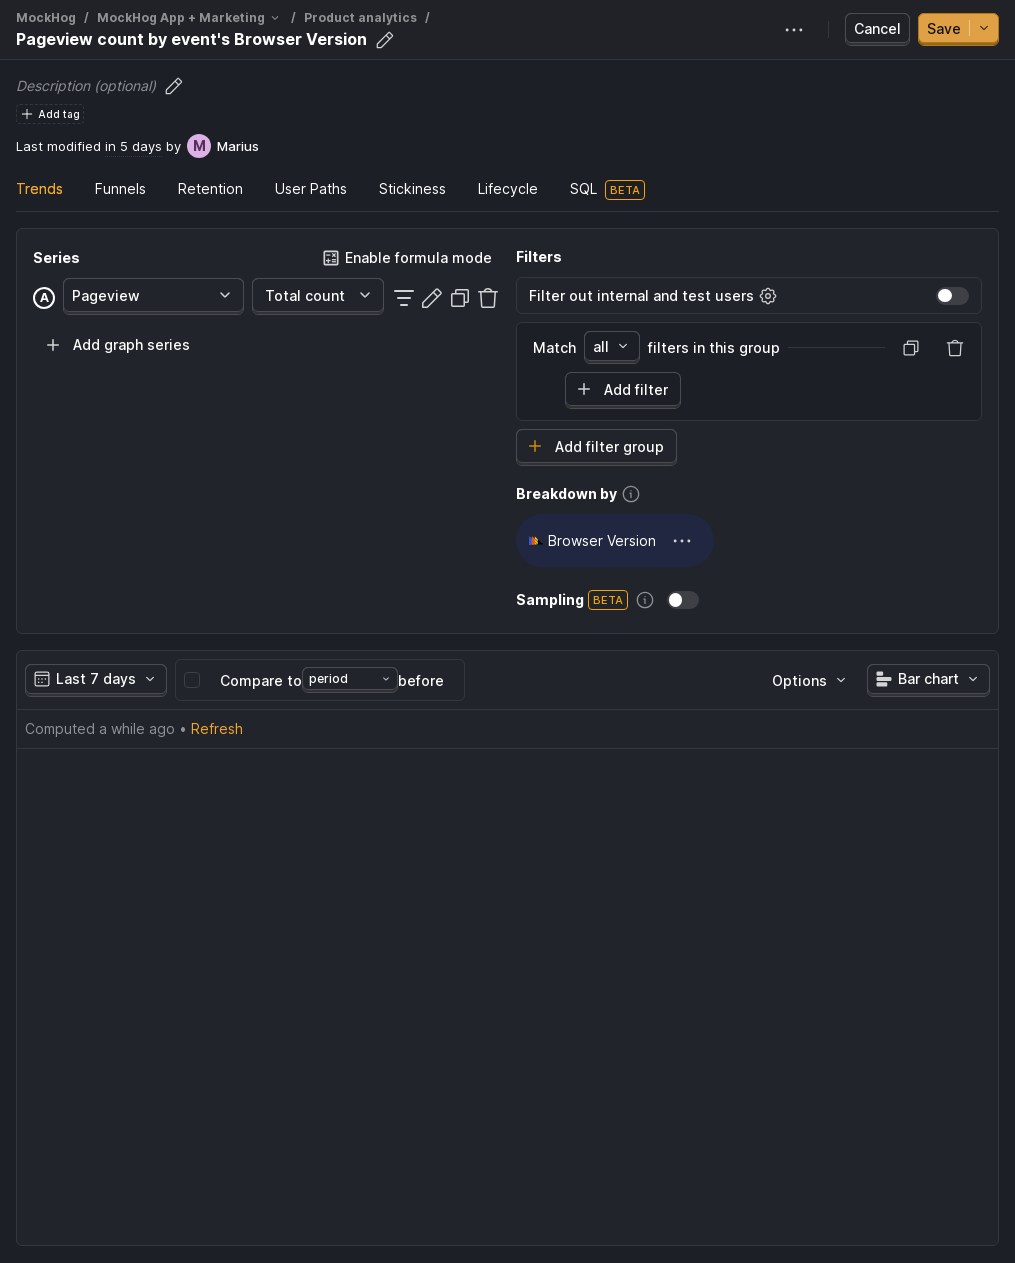 MockHog / MockHog App + Marketing / Product analytics /
Pageview count by event's Browser Version
Cancel
Save
Description (optional)
Add tag
Last modified in 5 days by M Marius
Trends Funnels Retention User Paths Stickiness Lifecycle SQL BETA
Series
Enable formula mode
A Pageview Total count
Add graph series
Filters
Filter out internal and test users
Match all filters in this group
Add filter
Add filter group
Breakdown by
Browser Version
Sampling BETA
Last 7 days
Compare to period before
Options
Bar chart
Computed a while ago • Refresh